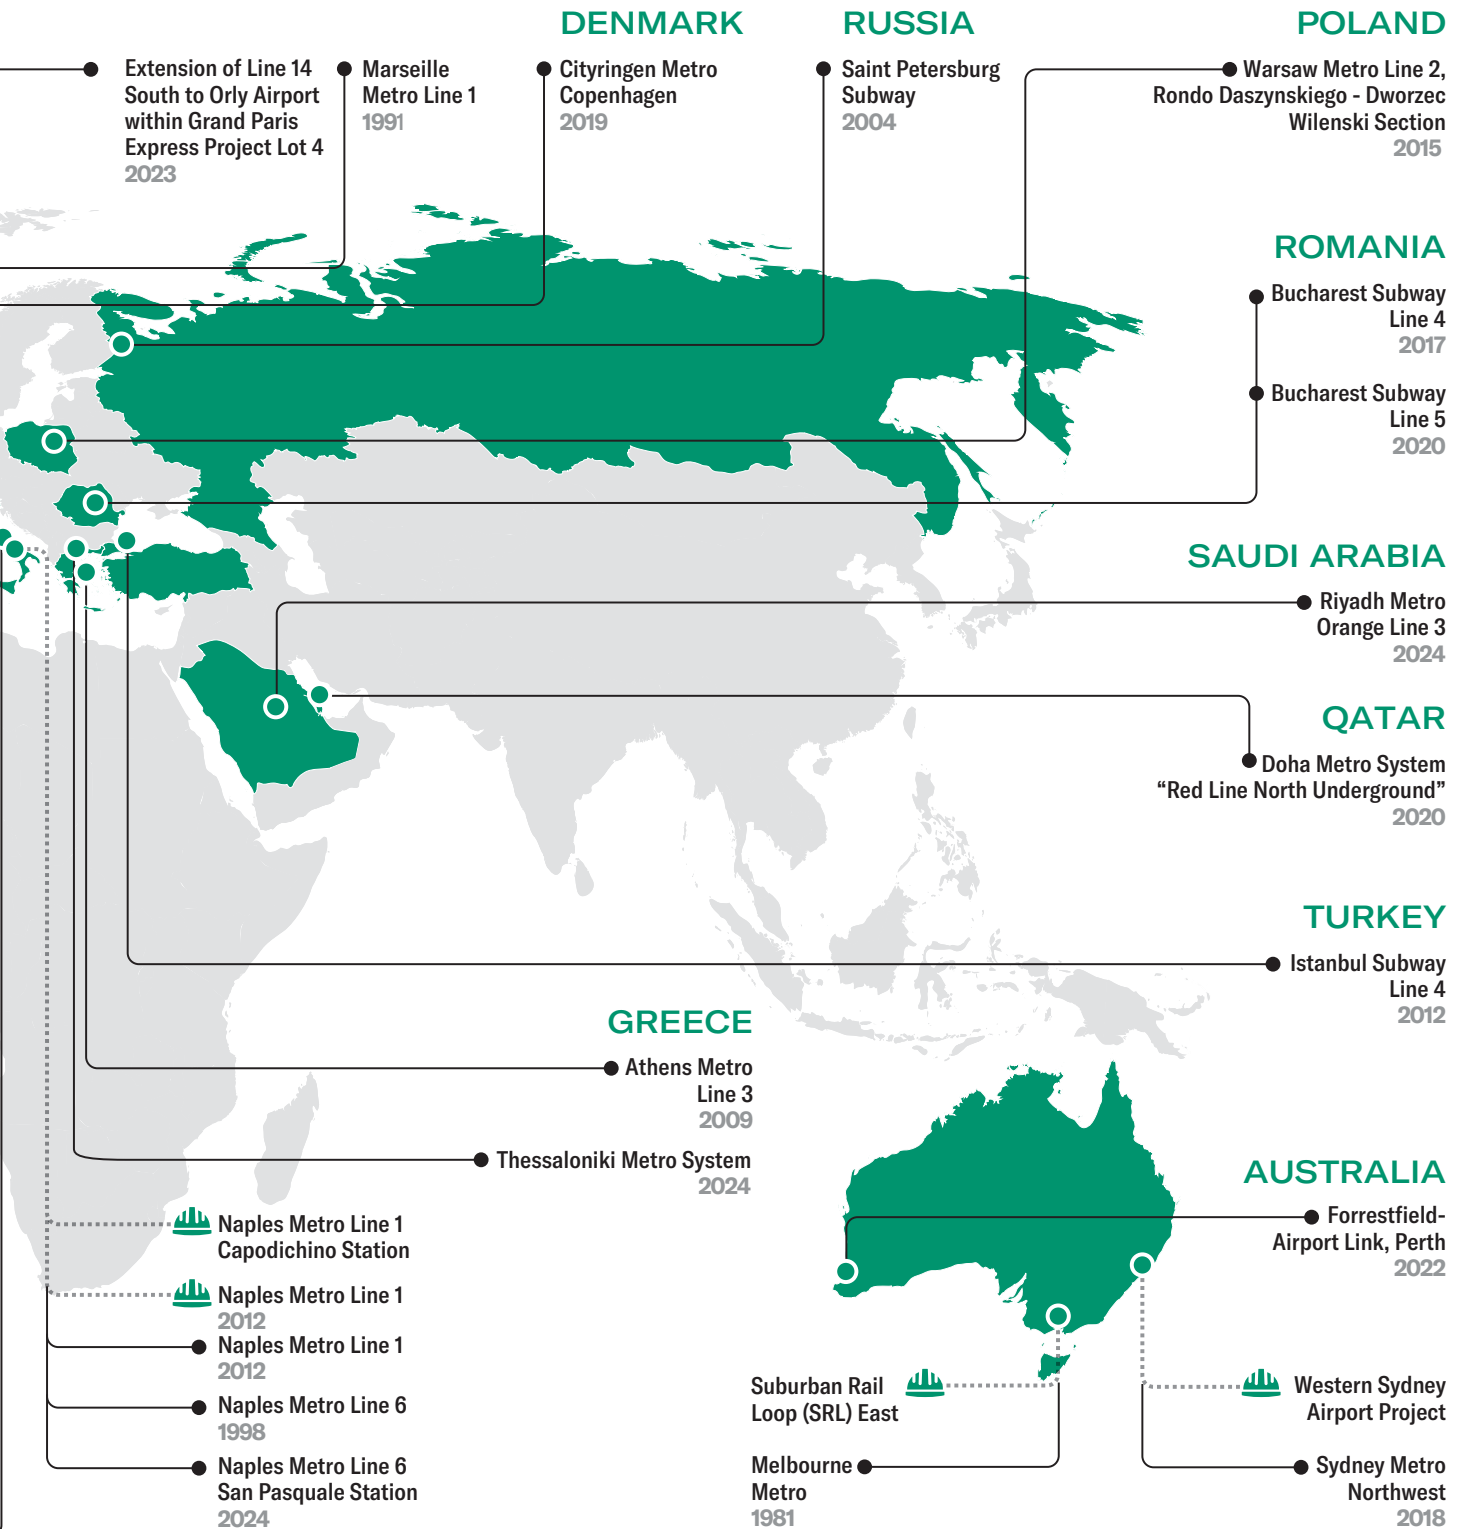 DENMARK
RUSSIA
POLAND
Extension of Line 14
South to Orly Airport
within Grand Paris
Express Project Lot 4
2023
Marseille
Metro Line 1
1991
Cityringen Metro
Copenhagen
2019
Saint Petersburg
Subway
2004
Warsaw Metro Line 2,
Rondo Daszynskiego - Dworzec
Wilenski Section
2015
ROMANIA
Bucharest Subway
Line 4
2017
Bucharest Subway
Line 5
2020
SAUDI ARABIA
Riyadh Metro
Orange Line 3
2024
QATAR
Doha Metro System
“Red Line North Underground”
2020
TURKEY
Istanbul Subway
Line 4
2012
GREECE
Athens Metro
Line 3
2009
Thessaloniki Metro System
2024
Naples Metro Line 1
Capodichino Station
Naples Metro Line 1
2012
Naples Metro Line 1
2012
Naples Metro Line 6
1998
Naples Metro Line 6
San Pasquale Station
2024
AUSTRALIA
Forrestfield-
Airport Link, Perth
2022
Suburban Rail
Loop (SRL) East
Western Sydney
Airport Project
Melbourne
Metro
1981
Sydney Metro
Northwest
2018